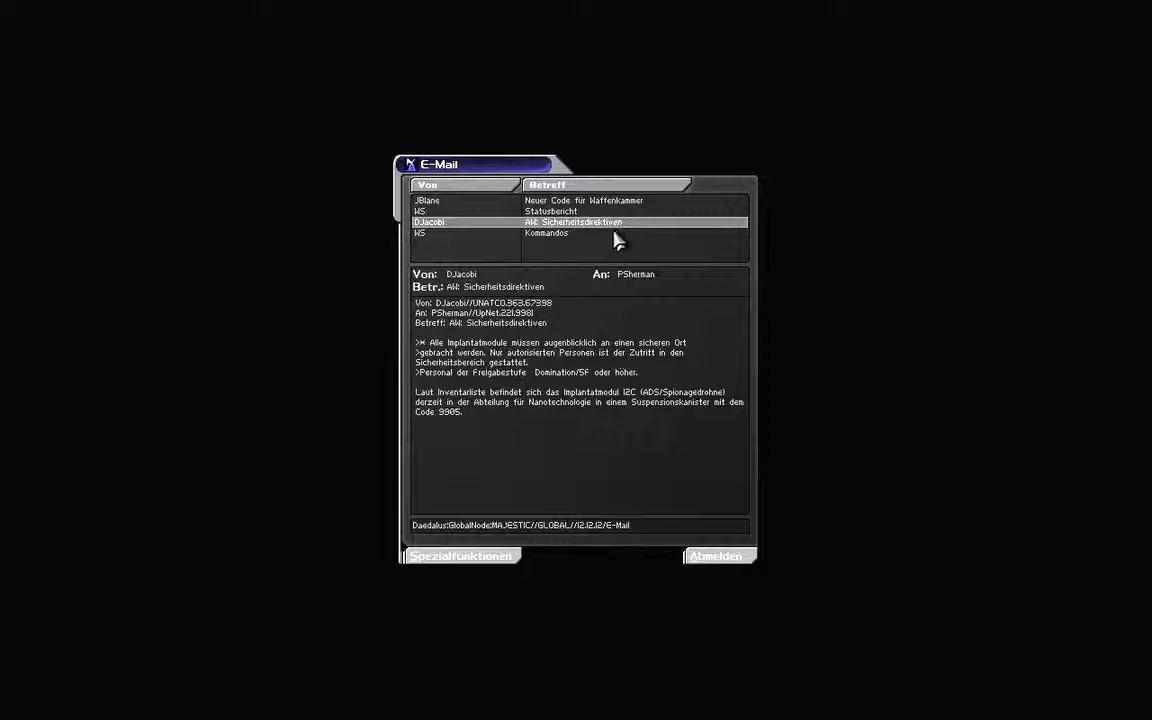 E-Mail
Von Betreff
JBlane Neuer Code für Waffenkammer
WS Statusbericht
DJacobi AW: Sicherheitsdirektiven
WS Kommandos
Von: DJacobi An: PSherman
Betr.: AW: Sicherheitsdirektiven
Von: DJacobi//UNATCO.363.67398
An: PSherman//UpNet.221.9981
Betreff: AW: Sicherheitsdirektiven
>* Alle Implantatmodule müssen augenblicklich an einen sicheren Ort
>gebracht werden. Nur autorisierten Personen ist der Zutritt in den
Sicherheitsbereich gestattet.
>Personal der Freigabestufe Domination/5F oder höher.
Laut Inventarliste befindet sich das Implantatmodul 12C (ADS/Spionagedrohne)
derzeit in der Abteilung für Nanotechnologie in einem Suspensionskanister mit dem
Code 9905.
Daedalus:GlobalNode:MAJESTIC//GLOBAL//12.12.12/E-Mail
Spezialfunktionen Abmelden